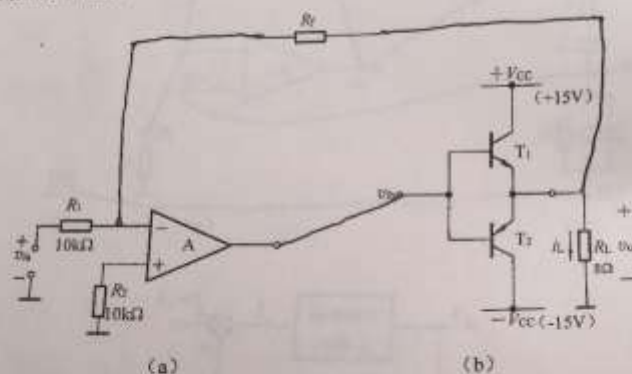 Rf
+VCC
(+15V)
T1
R1
10kΩ
A
T2
iL
RL
8Ω
R2
10kΩ
-VCC(-15V)
(a)
(b)